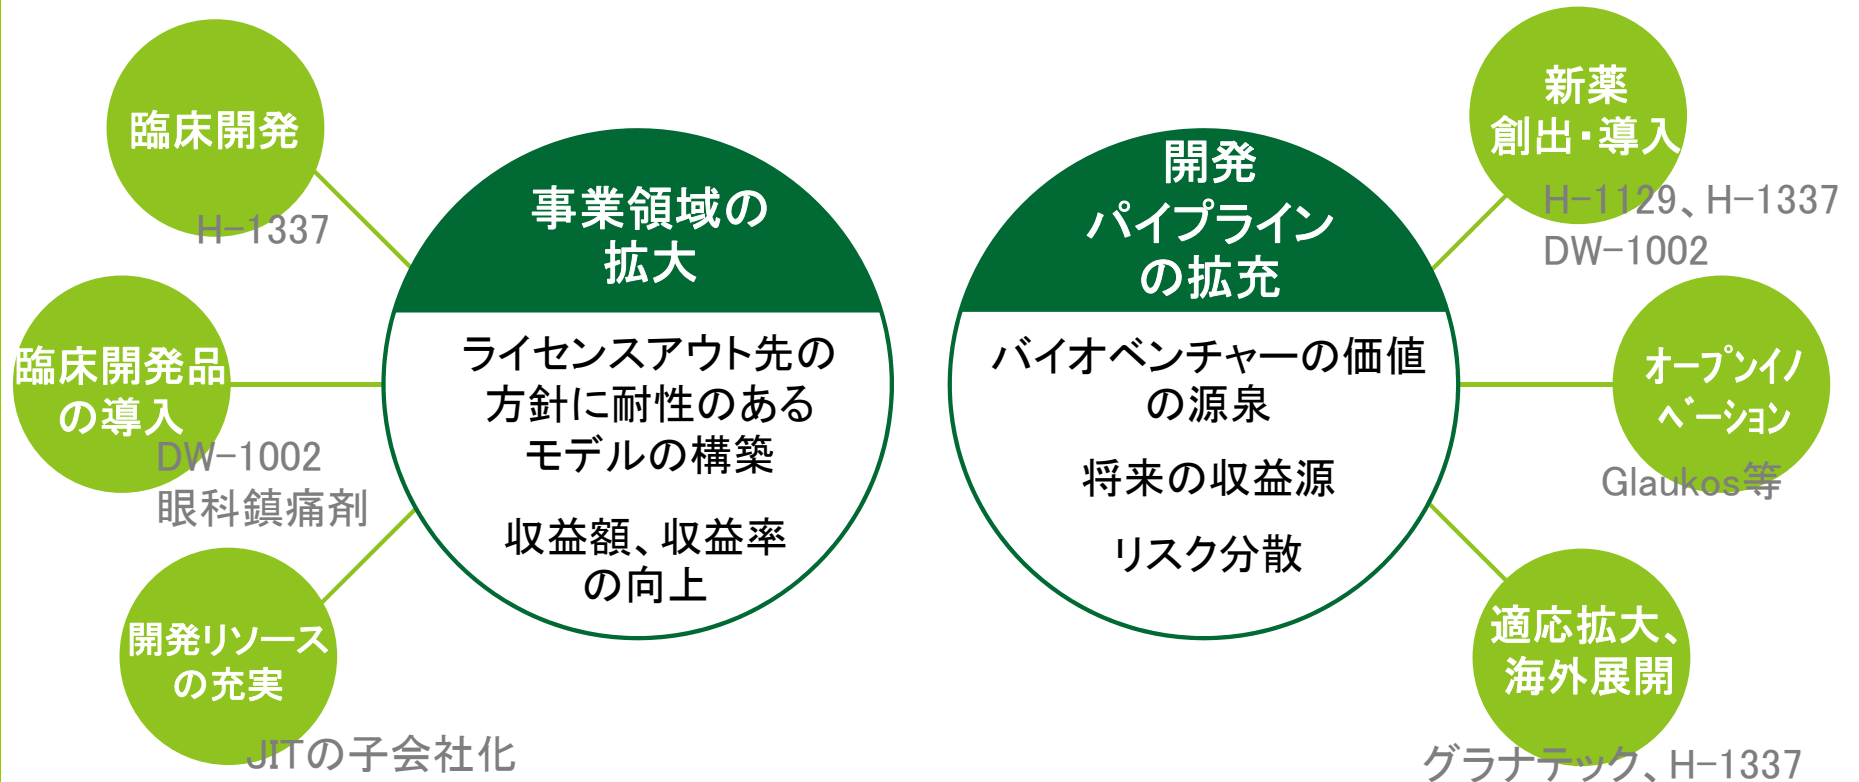 臨床開発
H-1337
臨床開発品
の導入
DW-1002
眼科鎮痛剤
開発リソース
の充実
JITの子会社化
事業領域の
拡大
ライセンスアウト先の
方針に耐性のある
モデルの構築
収益額、収益率
の向上
開発
パイプライン
の拡充
バイオベンチャーの価値
の源泉
将来の収益源
リスク分散
新薬
創出・導入
H-1129、H-1337
DW-1002
オープンイノ
ベーション
Glaukos等
適応拡大、
海外展開
グラナテック、H-1337